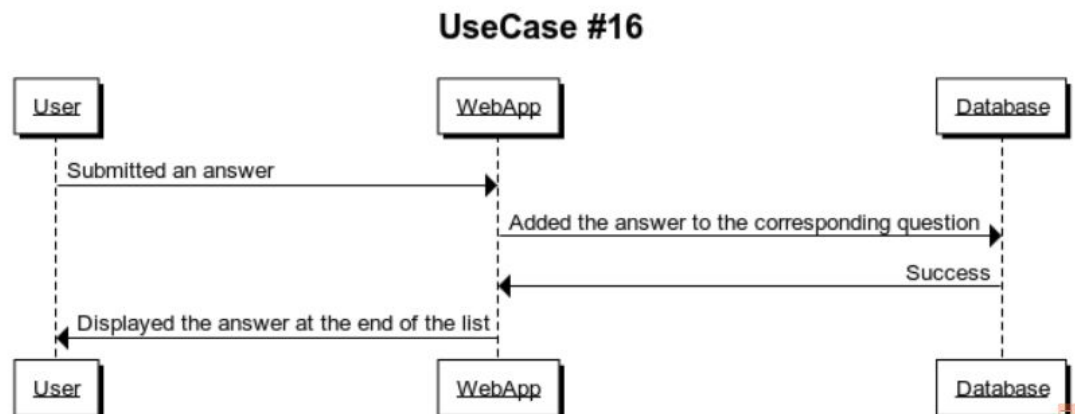 UseCase #16
User WebApp Database
Submitted an answer
Added the answer to the corresponding question
Success
Displayed the answer at the end of the list
User WebApp Database